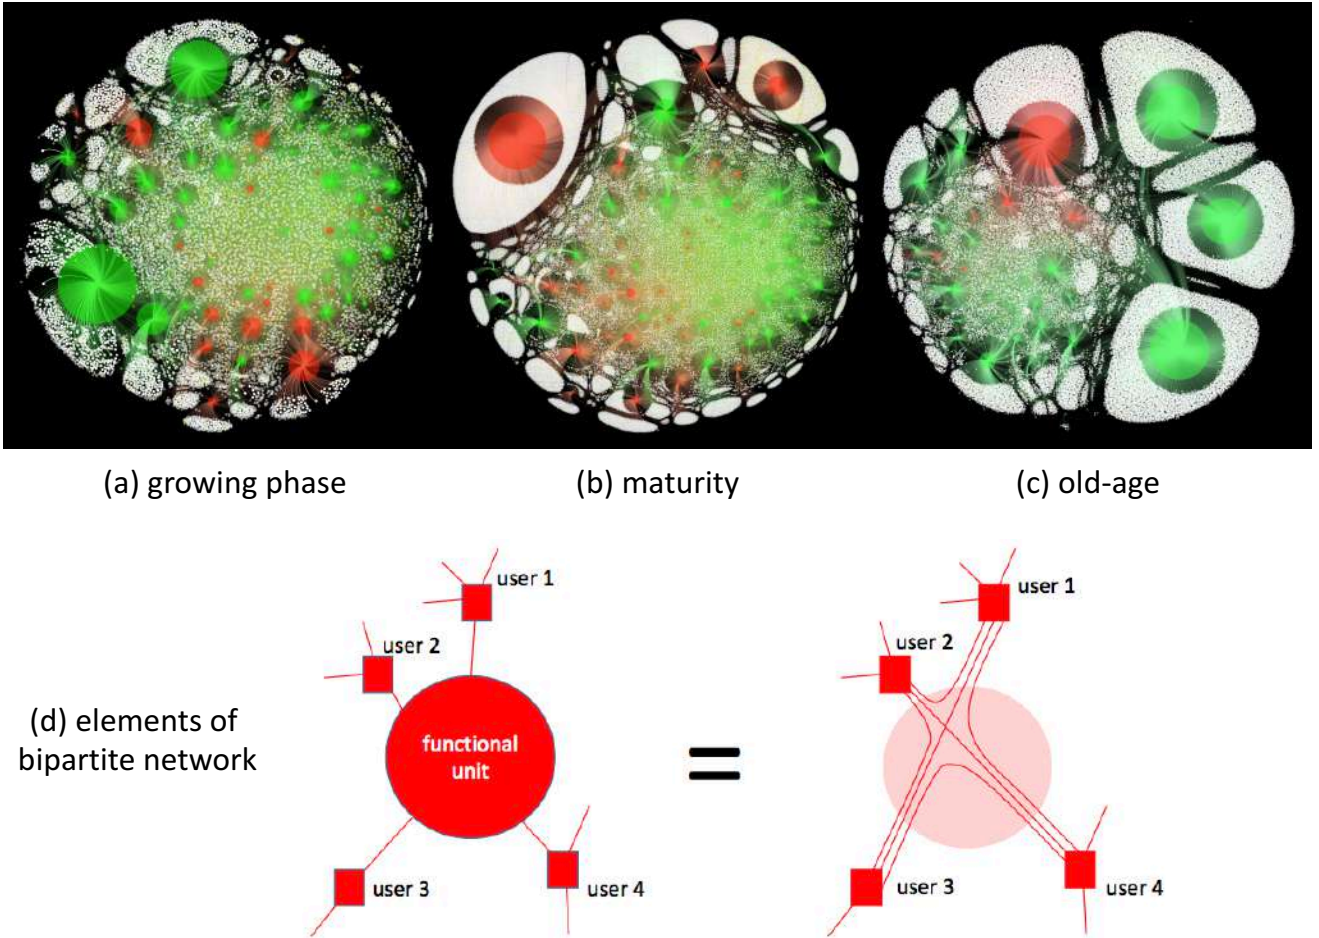 (a) growing phase
(b) maturity
(c) old-age
(d) elements of
bipartite network
user 1
user 2
functional
unit
user 3
user 4
=
user 1
user 2
user 3
user 4